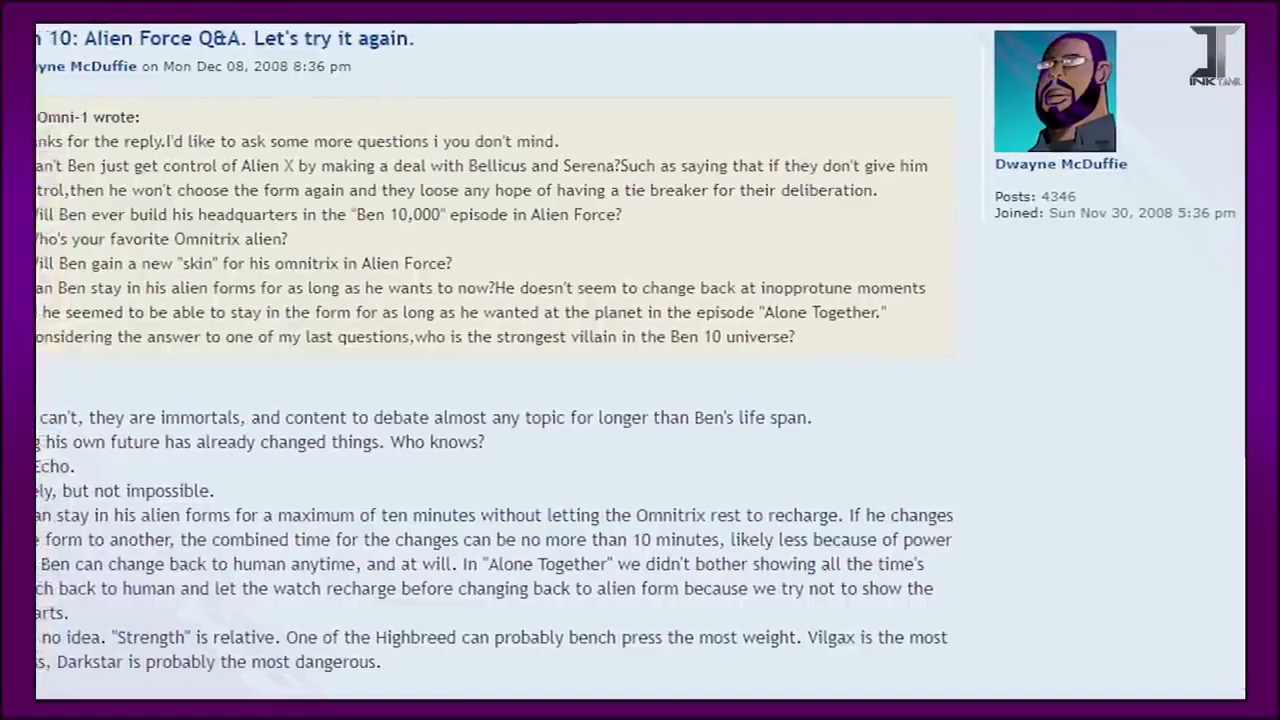 n 10: Alien Force Q&A. Let's try it again.
yne McDuffie on Mon Dec 08, 2008 8:36 pm
Omni-1 wrote:
nks for the reply.I'd like to ask some more questions i you don't mind.
an't Ben just get control of Alien X by making a deal with Bellicus and Serena?Such as saying that if they don't give him
trol,then he won't choose the form again and they loose any hope of having a tie breaker for their deliberation.
ill Ben ever build his headquarters in the "Ben 10,000" episode in Alien Force?
ho's your favorite Omnitrix alien?
ill Ben gain a new "skin" for his omnitrix in Alien Force?
an Ben stay in his alien forms for as long as he wants to now?He doesn't seem to change back at inopprotune moments
he seemed to be able to stay in the form for as long as he wanted at the planet in the episode "Alone Together."
onsidering the answer to one of my last questions,who is the strongest villain in the Ben 10 universe?
can't, they are immortals, and content to debate almost any topic for longer than Ben's life span.
g his own future has already changed things. Who knows?
Echo.
ely, but not impossible.
an stay in his alien forms for a maximum of ten minutes without letting the Omnitrix rest to recharge. If he changes
e form to another, the combined time for the changes can be no more than 10 minutes, likely less because of power
Ben can change back to human anytime, and at will. In "Alone Together" we didn't bother showing all the time's
ch back to human and let the watch recharge before changing back to alien form because we try not to show the
arts.
no idea. "Strength" is relative. One of the Highbreed can probably bench press the most weight. Vilgax is the most
s, Darkstar is probably the most dangerous.
INKTANK
Dwayne McDuffie
Posts: 4346
Joined: Sun Nov 30, 2008 5:36 pm